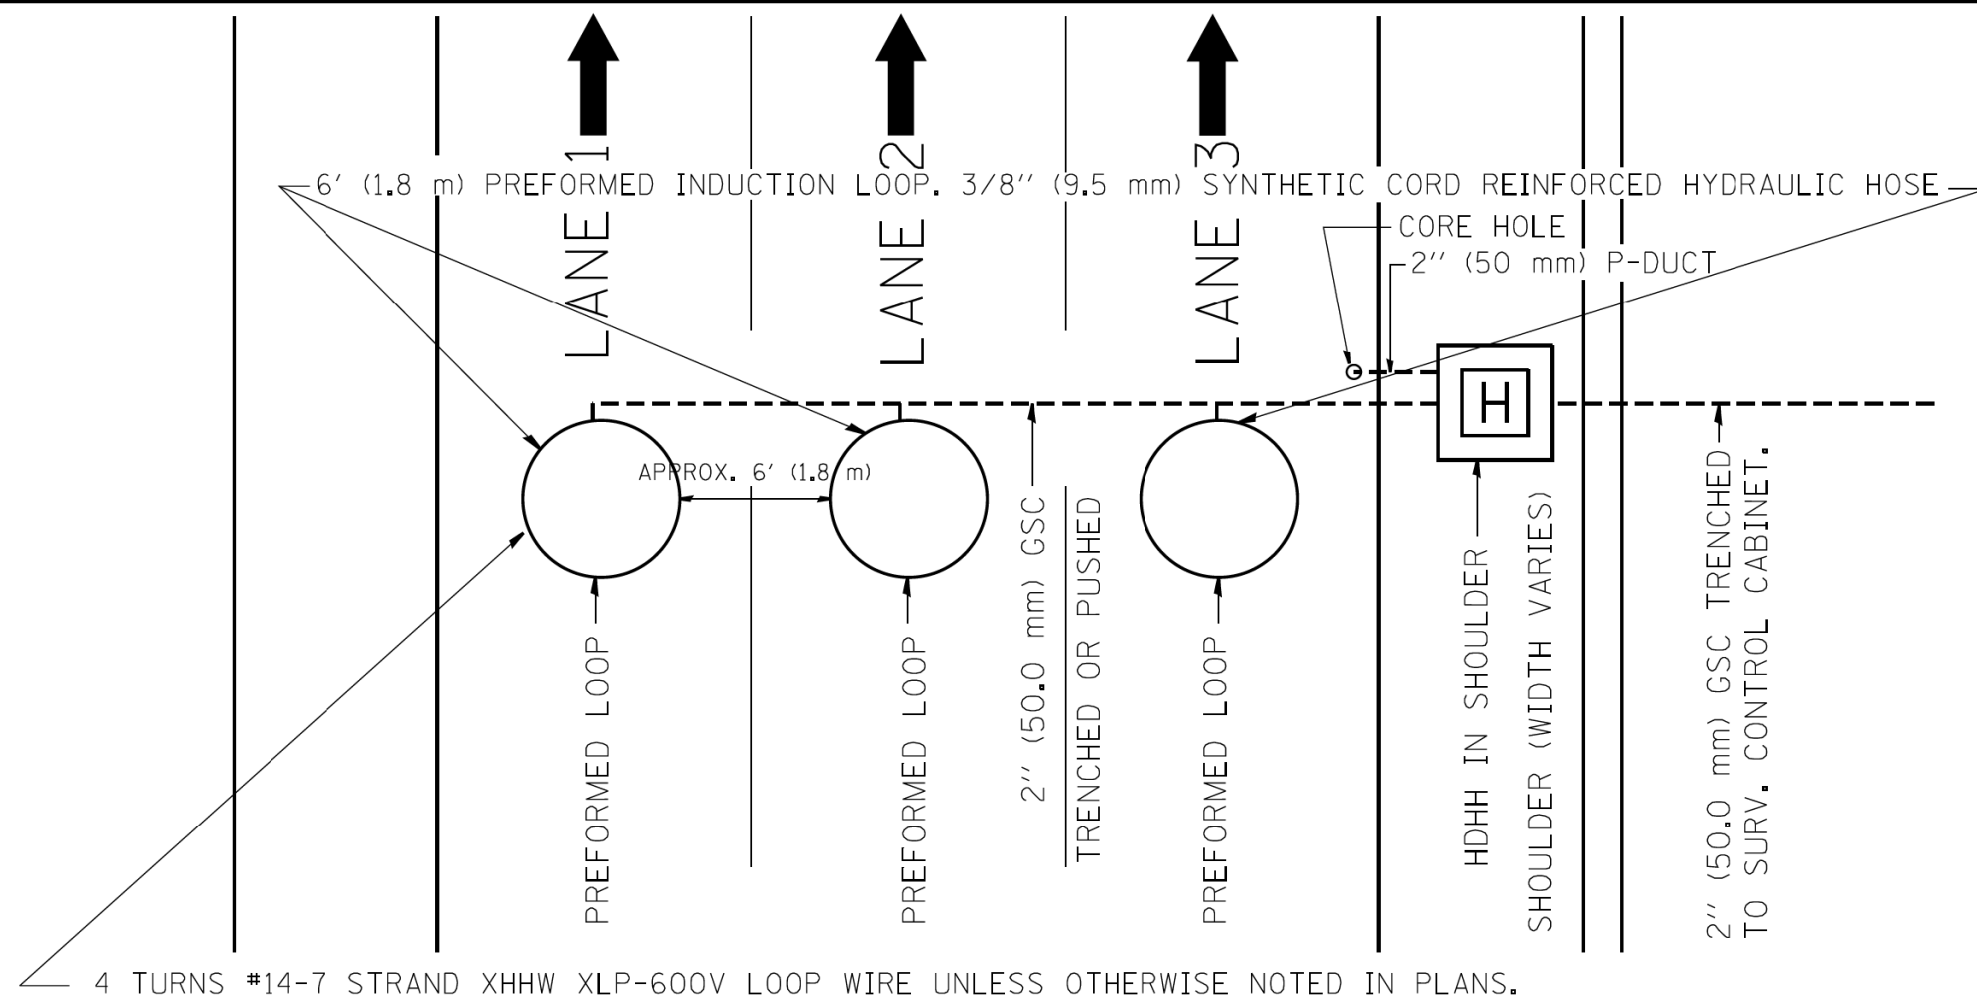 LANE 1
LANE 2
LANE 3
6' (1.8 m) PREFORMED INDUCTION LOOP. 3/8'' (9.5 mm) SYNTHETIC CORD REINFORCED HYDRAULIC HOSE
CORE HOLE
2'' (50 mm) P-DUCT
H
APPROX. 6' (1.8 m)
PREFORMED LOOP
PREFORMED LOOP
2'' (50.0 mm) GSC
TRENCHED OR PUSHED
PREFORMED LOOP
HDHH IN SHOULDER
SHOULDER (WIDTH VARIES)
2'' (50.0 mm) GSC TRENCHED
TO SURV. CONTROL CABINET.
4 TURNS #14-7 STRAND XHHW XLP-600V LOOP WIRE UNLESS OTHERWISE NOTED IN PLANS.